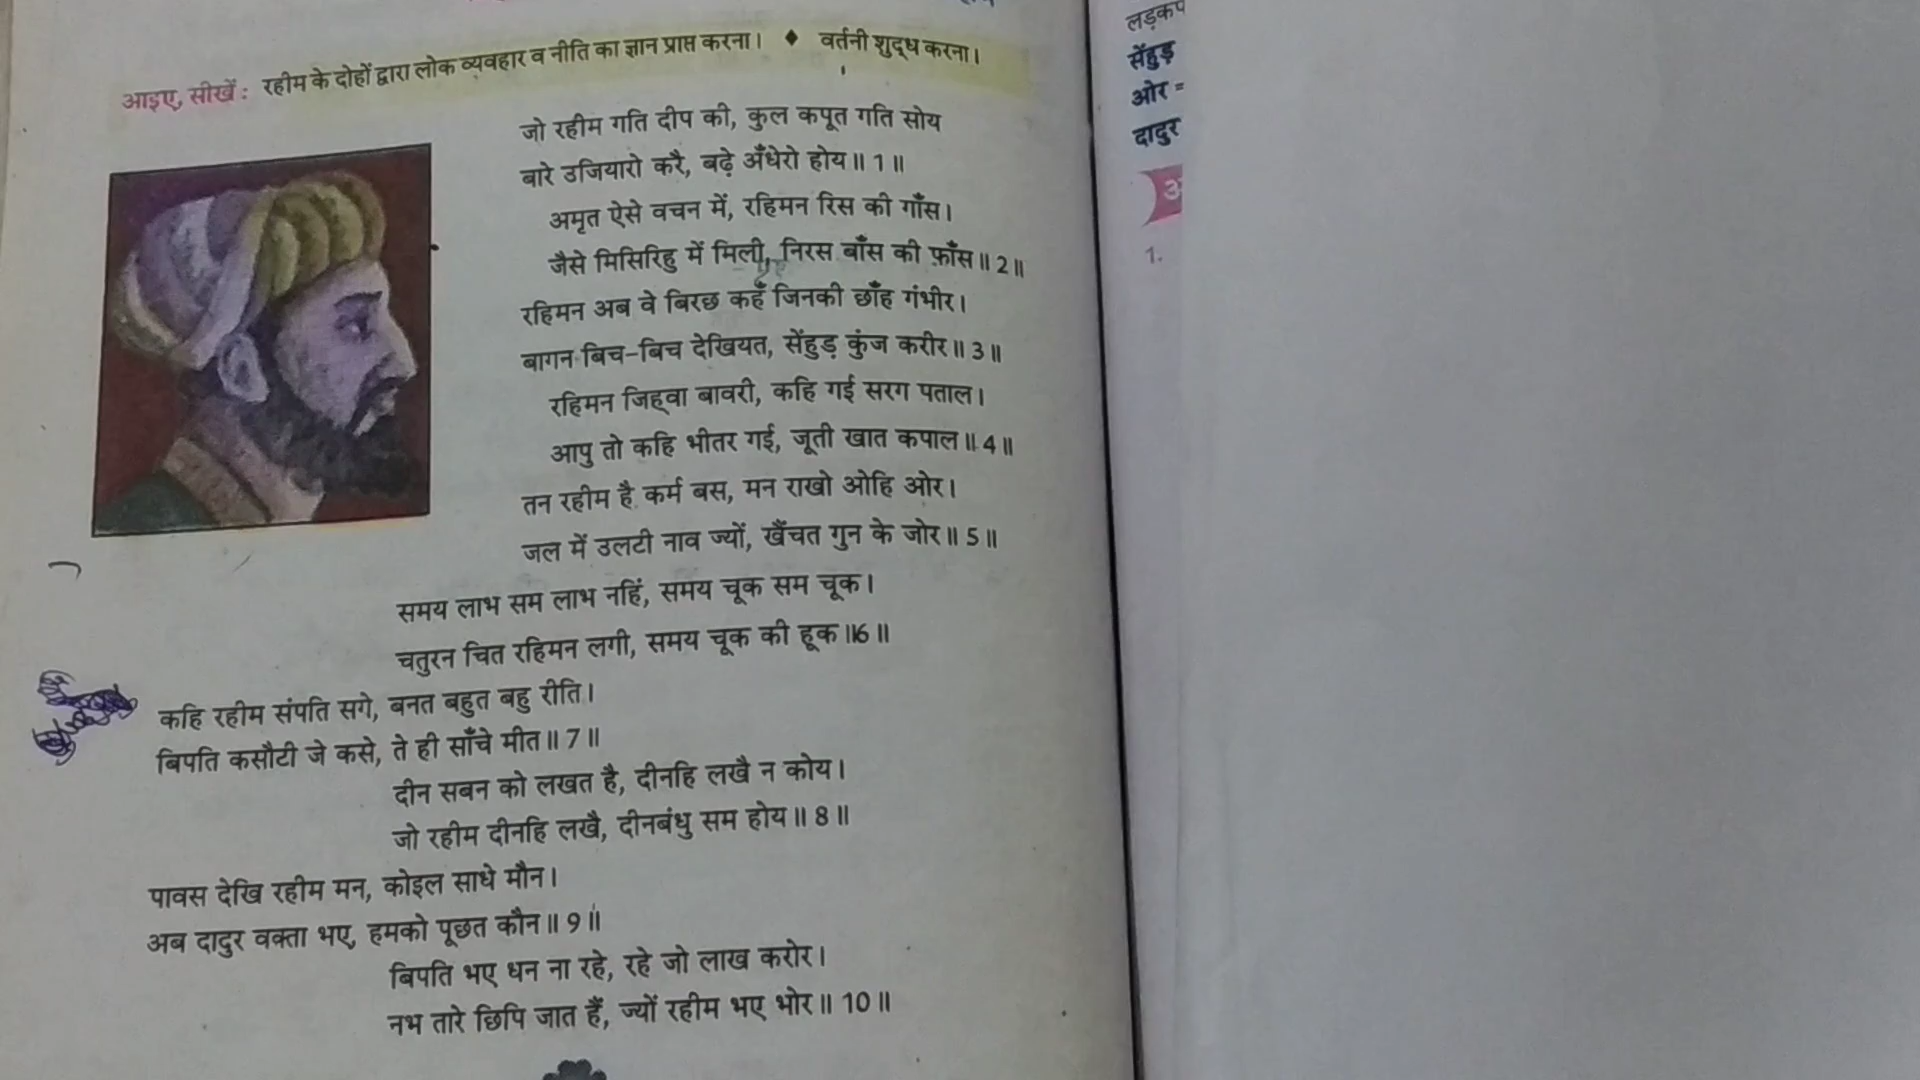 आइए, सीखें : रहीम के दोहों द्वारा लोक व्यवहार व नीति का ज्ञान प्राप्त करना। ♦ वर्तनी शुद्ध करना।
जो रहीम गति दीप की, कुल कपूत गति सोय
बारे उजियारो करै, बढ़े अँधेरो होय॥ 1 ॥
अमृत ऐसे वचन में, रहिमन रिस की गाँस।
जैसे मिसिरिहु में मिली, निरस बाँस की फ़ाँस॥ 2 ॥
रहिमन अब वे बिरछ कहँ जिनकी छाँह गंभीर।
बागन बिच-बिच देखियत, सेंहुड़ कुंज करीर॥ 3 ॥
रहिमन जिह्वा बावरी, कहि गई सरग पताल।
आपु तो कहि भीतर गई, जूती खात कपाल॥ 4 ॥
तन रहीम है कर्म बस, मन राखो ओहि ओर।
जल में उलटी नाव ज्यों, खैंचत गुन के जोर॥ 5 ॥
समय लाभ सम लाभ नहिं, समय चूक सम चूक।
चतुरन चित रहिमन लगी, समय चूक की हूक॥6॥
कहि रहीम संपति सगे, बनत बहुत बहु रीति।
बिपति कसौटी जे कसे, ते ही साँचे मीत॥ 7 ॥
दीन सबन को लखत है, दीनहि लखै न कोय।
जो रहीम दीनहि लखै, दीनबंधु सम होय॥ 8 ॥
पावस देखि रहीम मन, कोइल साधे मौन।
अब दादुर वक्ता भए, हमको पूछत कौन॥ 9 ॥
बिपति भए धन ना रहे, रहे जो लाख करोर।
नभ तारे छिपि जात हैं, ज्यों रहीम भए भोर॥ 10 ॥
लड़कप
सेंहुड़
ओर =
दादुर
1.